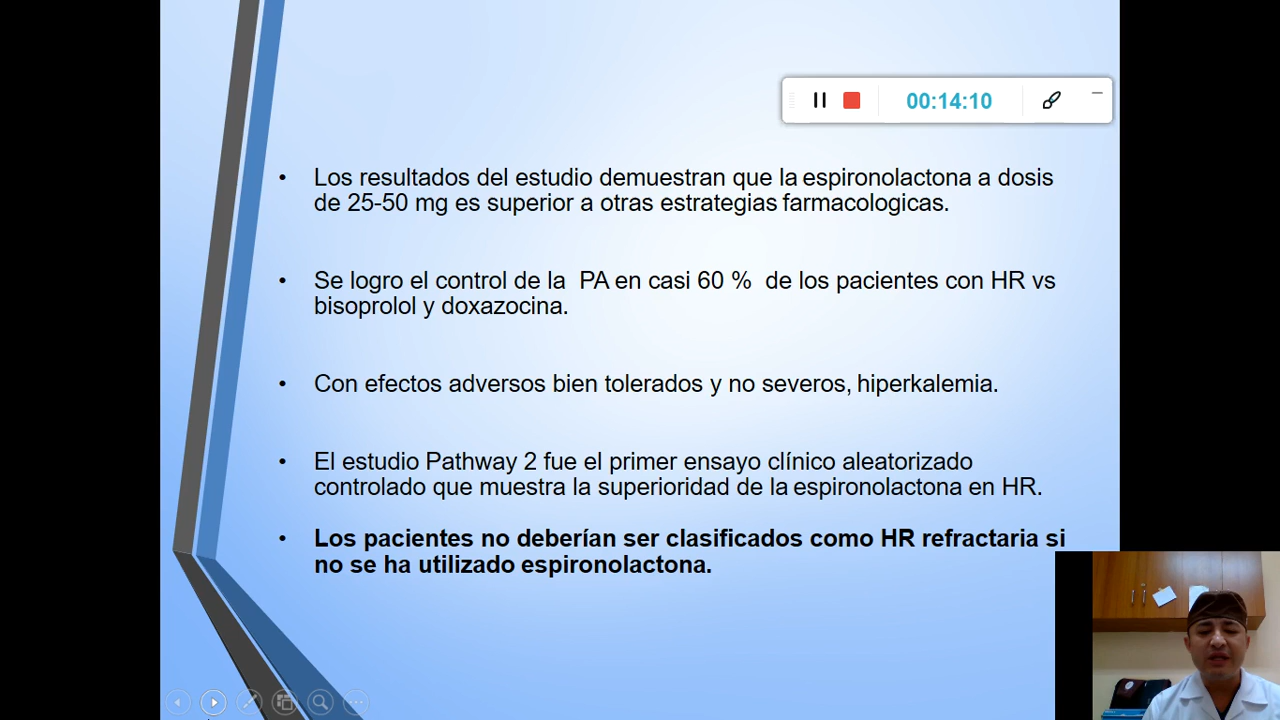 00:14:10
Los resultados del estudio demuestran que la espironolactona a dosis
de 25-50 mg es superior a otras estrategias farmacologicas.
Se logro el control de la PA en casi 60 % de los pacientes con HR vs
bisoprolol y doxazocina.
Con efectos adversos bien tolerados y no severos, hiperkalemia.
El estudio Pathway 2 fue el primer ensayo clínico aleatorizado
controlado que muestra la superioridad de la espironolactona en HR.
Los pacientes no deberían ser clasificados como HR refractaria si
no se ha utilizado espironolactona.